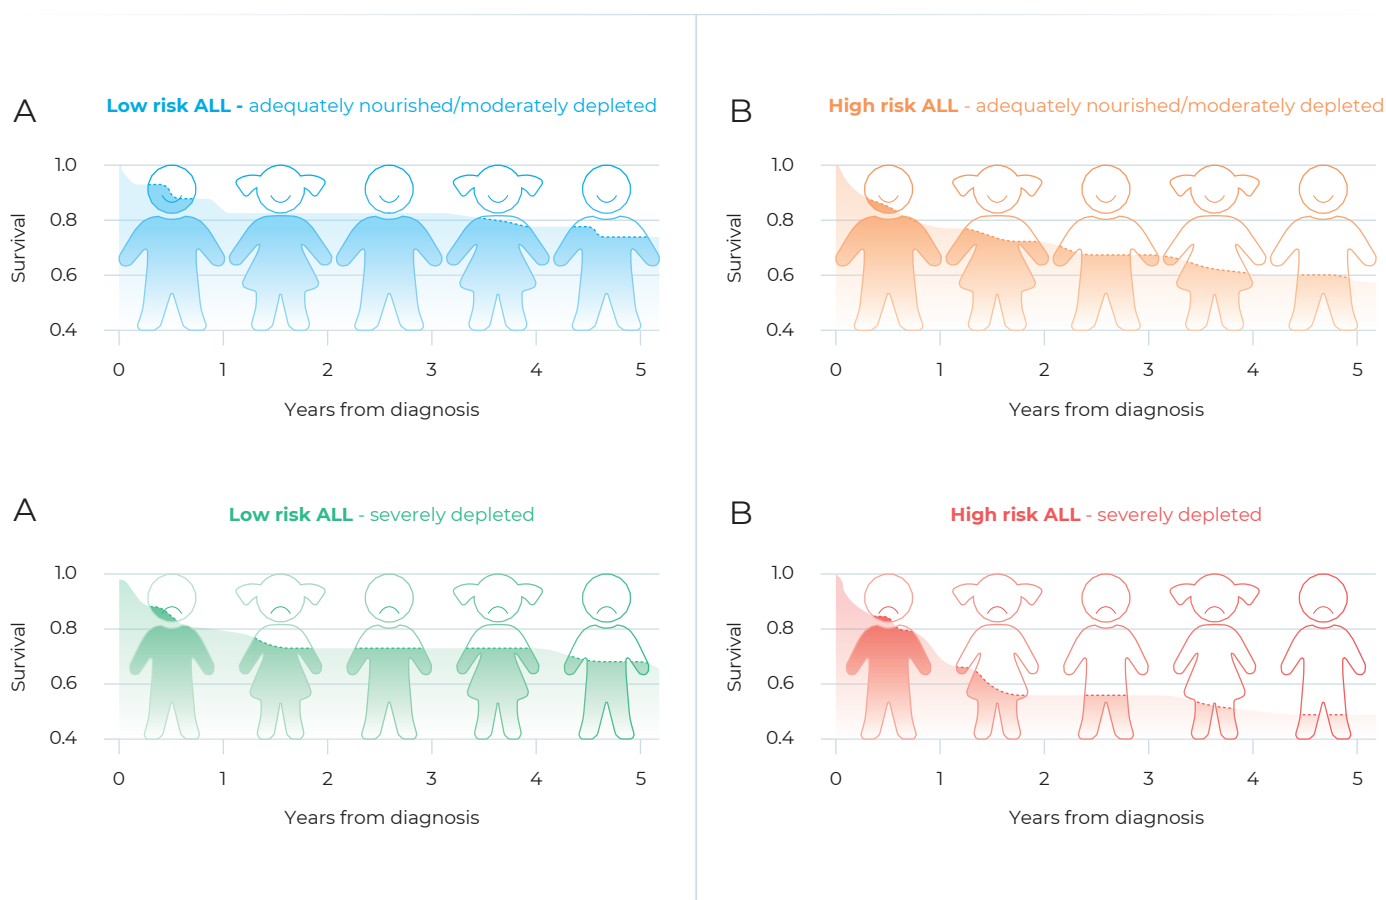 A
Low risk ALL - adequately nourished/moderately depleted
1.0
0.8
0.6
0.4
Survival
0 1 2 3 4 5
Years from diagnosis
B
High risk ALL - adequately nourished/moderately depleted
1.0
0.8
0.6
0.4
Survival
0 1 2 3 4 5
Years from diagnosis
A
Low risk ALL - severely depleted
1.0
0.8
0.6
0.4
Survival
0 1 2 3 4 5
Years from diagnosis
B
High risk ALL - severely depleted
1.0
0.8
0.6
0.4
Survival
0 1 2 3 4 5
Years from diagnosis